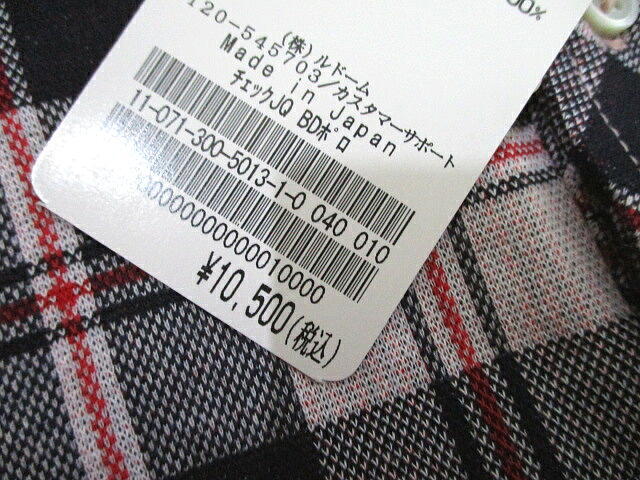 00%
(株)ルドーム
120-545703/カスタマーサポート
Made in Japan
ﾁｪｯｸJQ BDﾎﾟﾛ
11-071-300-5013-1-0 040 010
0000000000010000
¥10,500(税込)